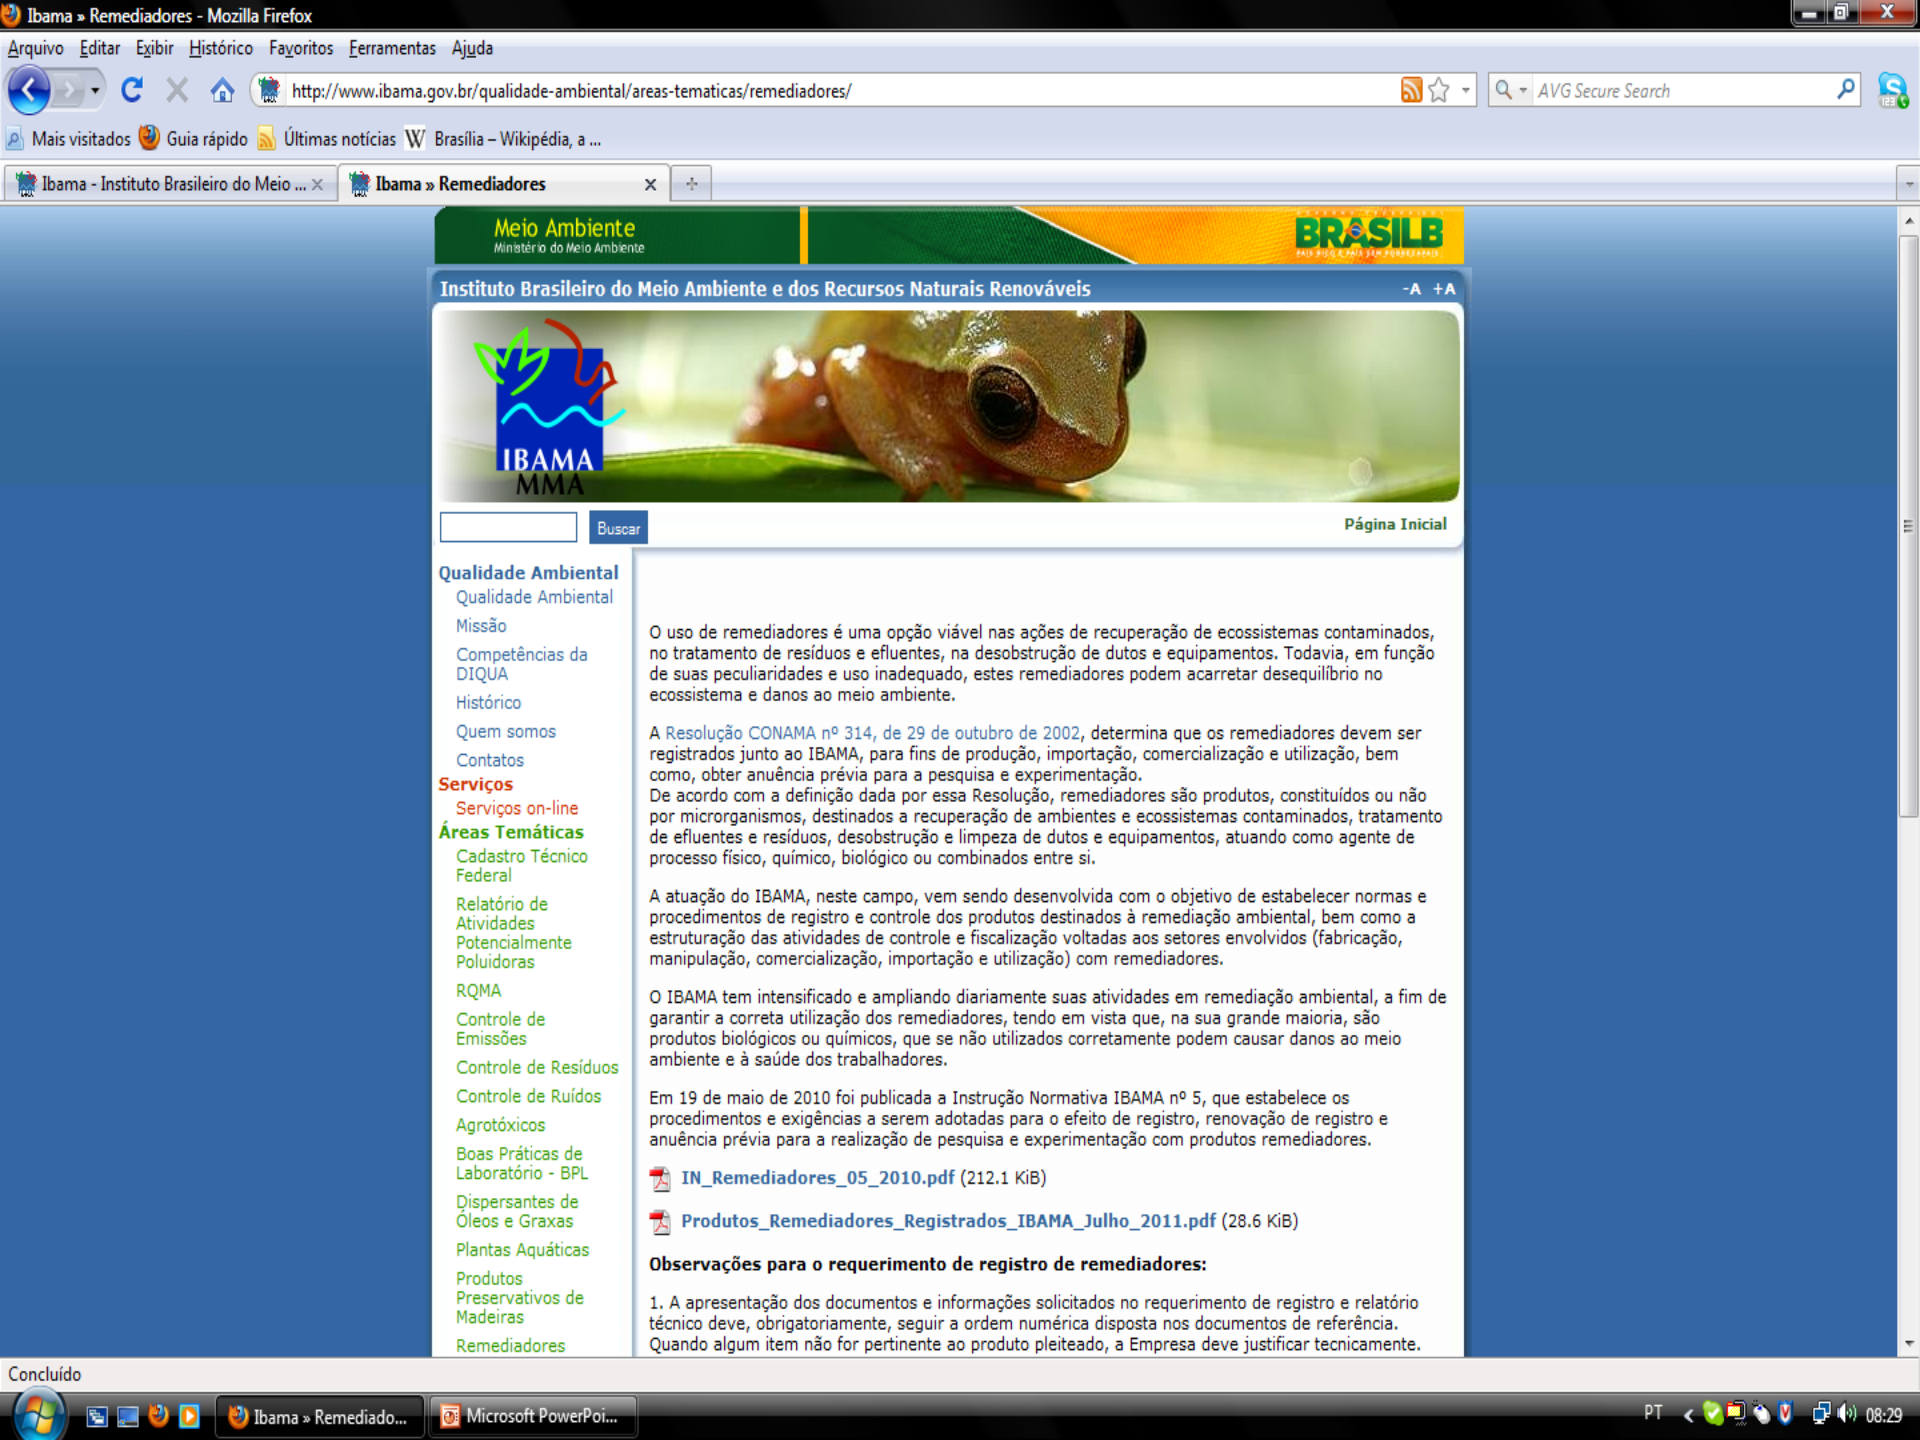 Ibama » Remediadores - Mozilla Firefox
Arquivo Editar Exibir Histórico Favoritos Ferramentas Ajuda
http://www.ibama.gov.br/qualidade-ambiental/areas-tematicas/remediadores/
AVG Secure Search
Mais visitados Guia rápido Últimas notícias W Brasília – Wikipédia, a ...
Ibama - Instituto Brasileiro do Meio ... Ibama » Remediadores
Meio Ambiente
Ministério do Meio Ambiente
BRASILB
Instituto Brasileiro do Meio Ambiente e dos Recursos Naturais Renováveis
-A +A
IBAMA
MMA
Buscar
Página Inicial
Qualidade Ambiental
Qualidade Ambiental
Missão
Competências da
DIQUA
Histórico
Quem somos
Contatos
Serviços
Serviços on-line
Áreas Temáticas
Cadastro Técnico
Federal
Relatório de
Atividades
Potencialmente
Poluidoras
RQMA
Controle de
Emissões
Controle de Resíduos
Controle de Ruídos
Agrotóxicos
Boas Práticas de
Laboratório - BPL
Dispersantes de
Óleos e Graxas
Plantas Aquáticas
Produtos
Preservativos de
Madeiras
Remediadores
O uso de remediadores é uma opção viável nas ações de recuperação de ecossistemas contaminados,
no tratamento de resíduos e efluentes, na desobstrução de dutos e equipamentos. Todavia, em função
de suas peculiaridades e uso inadequado, estes remediadores podem acarretar desequilíbrio no
ecossistema e danos ao meio ambiente.
A Resolução CONAMA nº 314, de 29 de outubro de 2002, determina que os remediadores devem ser
registrados junto ao IBAMA, para fins de produção, importação, comercialização e utilização, bem
como, obter anuência prévia para a pesquisa e experimentação.
De acordo com a definição dada por essa Resolução, remediadores são produtos, constituídos ou não
por microrganismos, destinados a recuperação de ambientes e ecossistemas contaminados, tratamento
de efluentes e resíduos, desobstrução e limpeza de dutos e equipamentos, atuando como agente de
processo físico, químico, biológico ou combinados entre si.
A atuação do IBAMA, neste campo, vem sendo desenvolvida com o objetivo de estabelecer normas e
procedimentos de registro e controle dos produtos destinados à remediação ambiental, bem como a
estruturação das atividades de controle e fiscalização voltadas aos setores envolvidos (fabricação,
manipulação, comercialização, importação e utilização) com remediadores.
O IBAMA tem intensificado e ampliando diariamente suas atividades em remediação ambiental, a fim de
garantir a correta utilização dos remediadores, tendo em vista que, na sua grande maioria, são
produtos biológicos ou químicos, que se não utilizados corretamente podem causar danos ao meio
ambiente e à saúde dos trabalhadores.
Em 19 de maio de 2010 foi publicada a Instrução Normativa IBAMA nº 5, que estabelece os
procedimentos e exigências a serem adotadas para o efeito de registro, renovação de registro e
anuência prévia para a realização de pesquisa e experimentação com produtos remediadores.
IN_Remediadores_05_2010.pdf (212.1 KiB)
Produtos_Remediadores_Registrados_IBAMA_Julho_2011.pdf (28.6 KiB)
Observações para o requerimento de registro de remediadores:
1. A apresentação dos documentos e informações solicitados no requerimento de registro e relatório
técnico deve, obrigatoriamente, seguir a ordem numérica disposta nos documentos de referência.
Quando algum item não for pertinente ao produto pleiteado, a Empresa deve justificar tecnicamente.
Concluído
Ibama » Remediado... Microsoft PowerPoi... PT 08:29